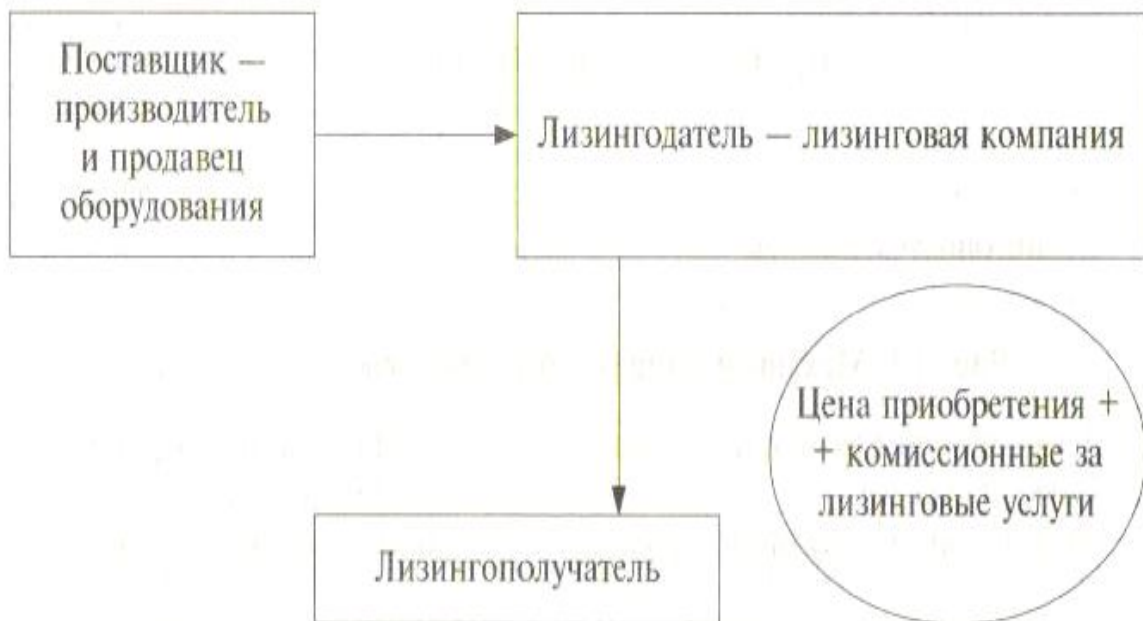 Поставщик —
производитель
и продавец
оборудования
Лизингодатель — лизинговая компания
Цена приобретения +
+ комиссионные за
лизинговые услуги
Лизингополучатель